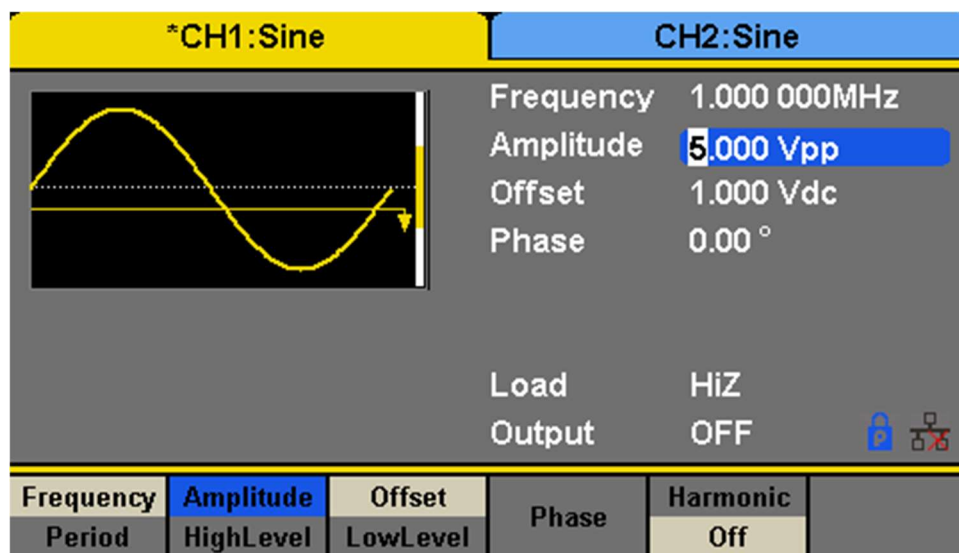 *CH1:Sine
CH2:Sine
Frequency 1.000 000MHz
Amplitude 5.000 Vpp
Offset 1.000 Vdc
Phase 0.00 °
Load HiZ
Output OFF
P
Frequency Amplitude Offset Phase Harmonic
Period HighLevel LowLevel Off